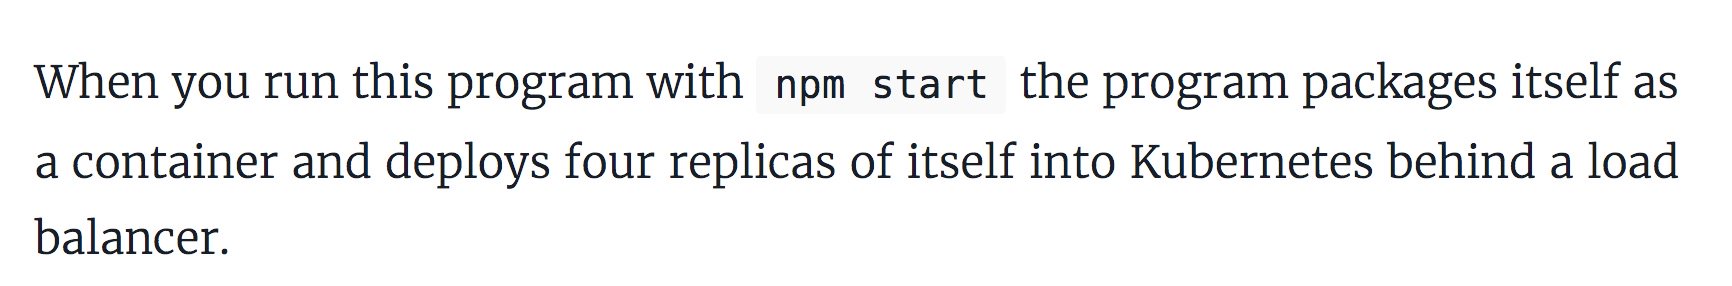 When you run this program with npm start the program packages itself as
a container and deploys four replicas of itself into Kubernetes behind a load
balancer.